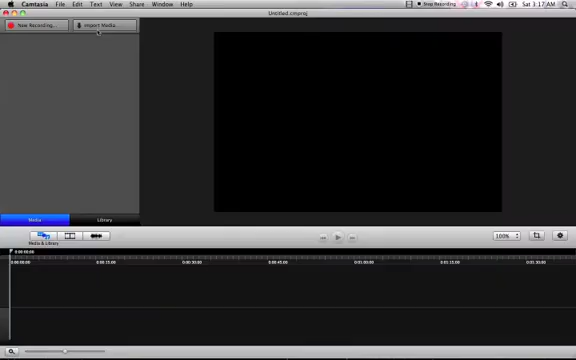 Camtasia File Edit Text View Share Window Help Stop Recording Sat 3:17 AM
Untitled.cmproj
New Recording... Import Media...
Media Library
Media & Library
100%
0:00:00;00
0:00:00;00 0:00:15;00 0:00:30;00 0:00:45;00 0:01:00;00 0:01:15;00 0:01:30;00